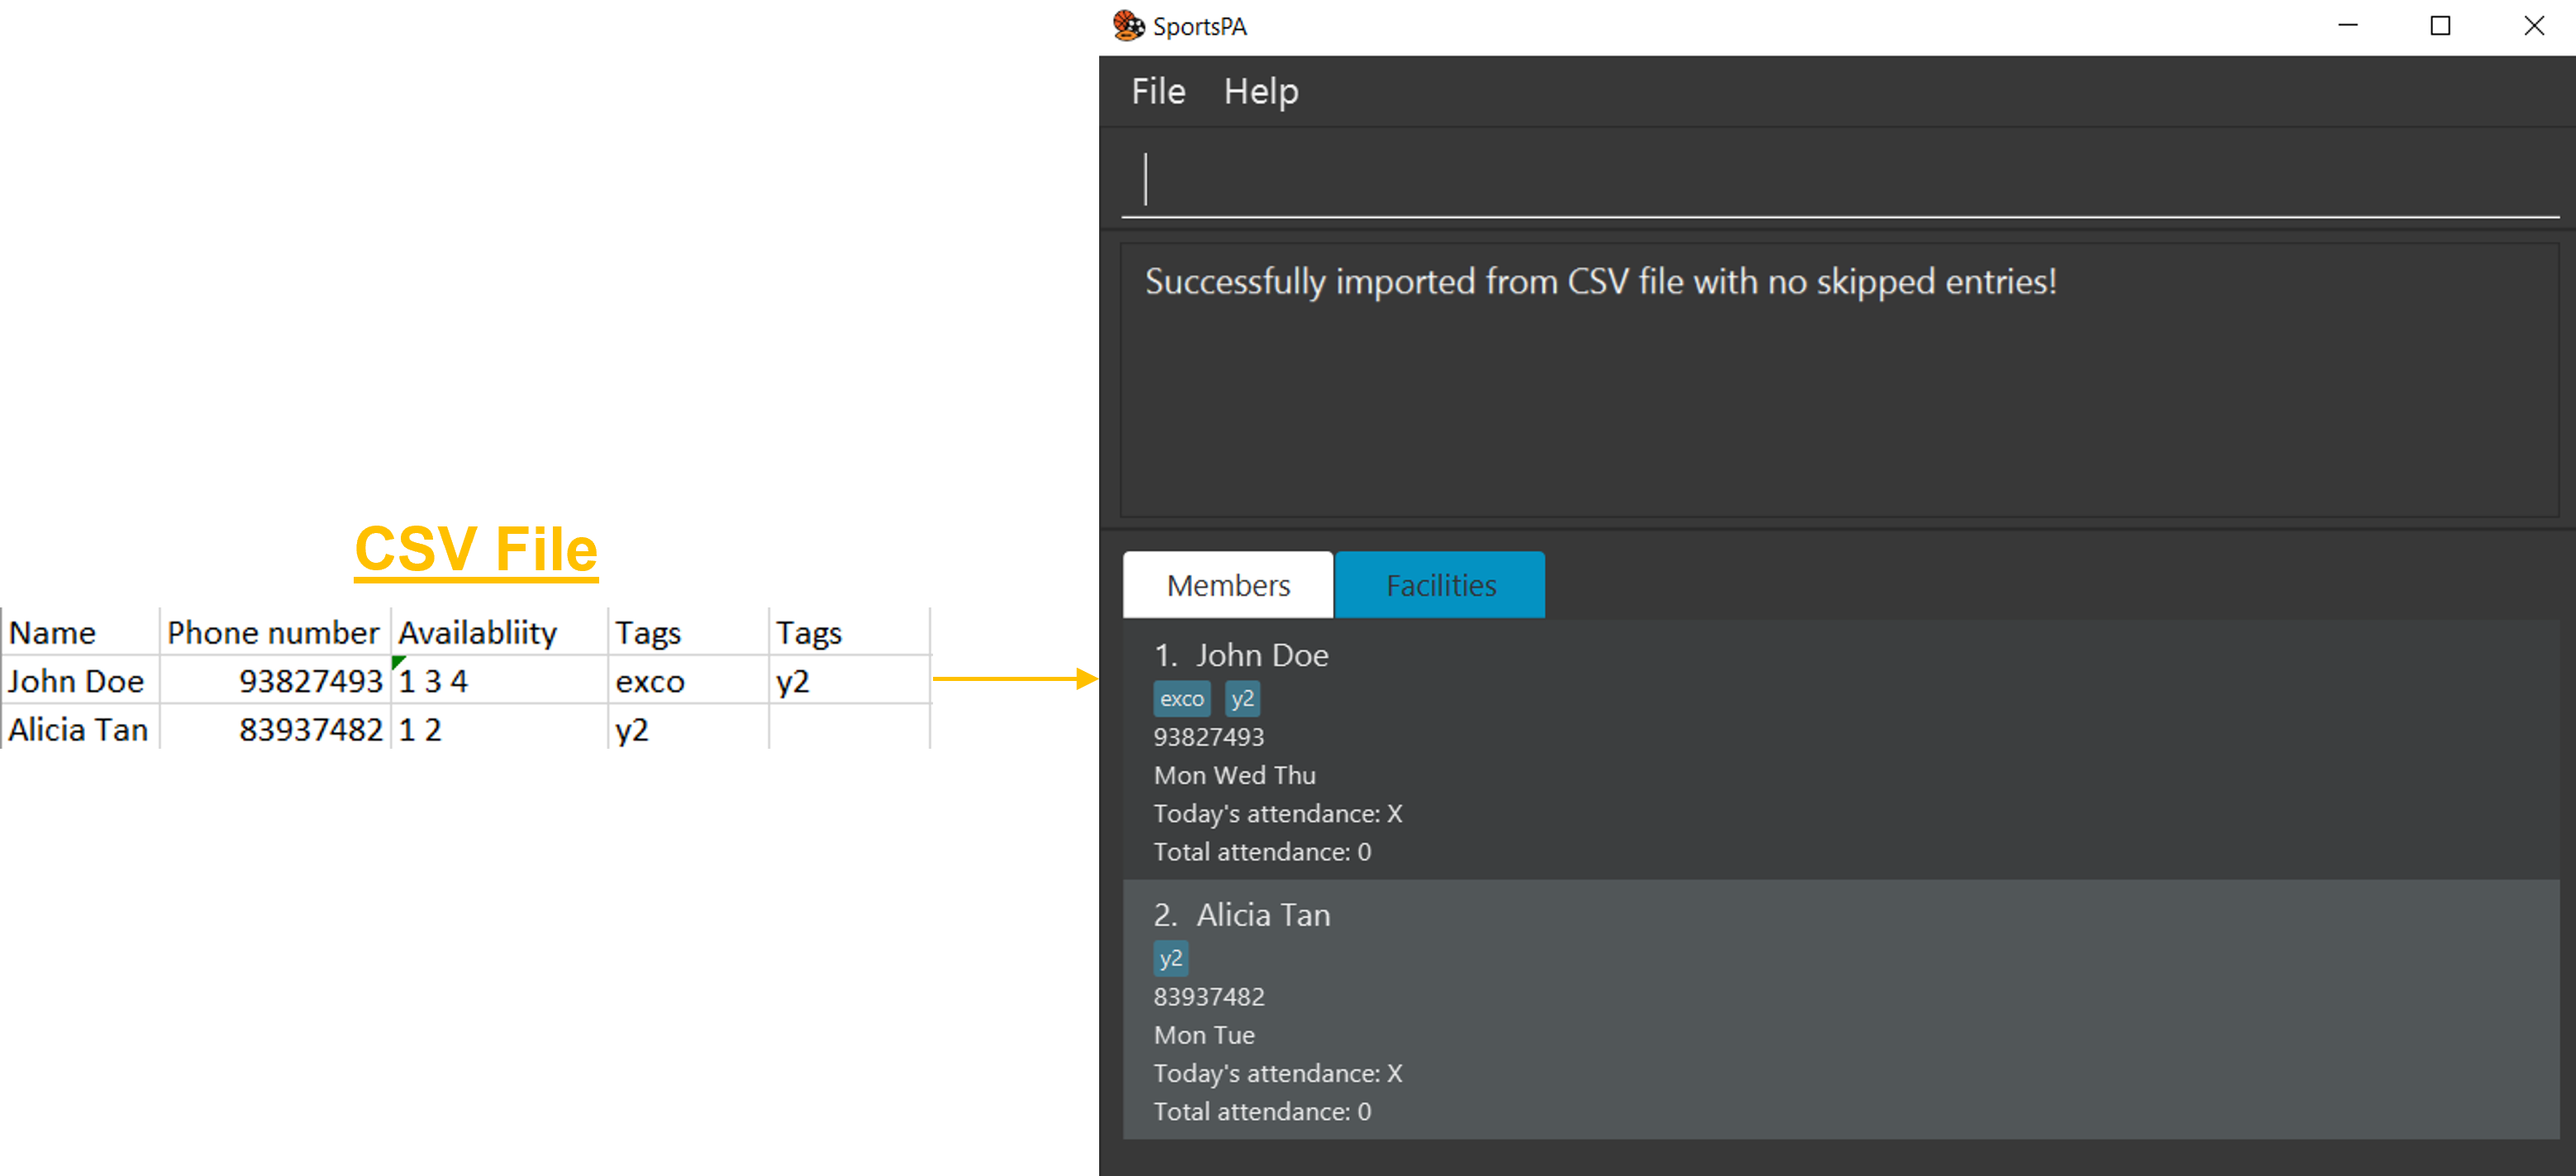 CSV File
Name Phone number Availabliity Tags Tags
John Doe 93827493 1 3 4 exco y2
Alicia Tan 83937482 1 2 y2
SportsPA
File Help
Successfully imported from CSV file with no skipped entries!
Members Facilities
1. John Doe
exco y2
93827493
Mon Wed Thu
Today's attendance: X
Total attendance: 0
2. Alicia Tan
y2
83937482
Mon Tue
Today's attendance: X
Total attendance: 0